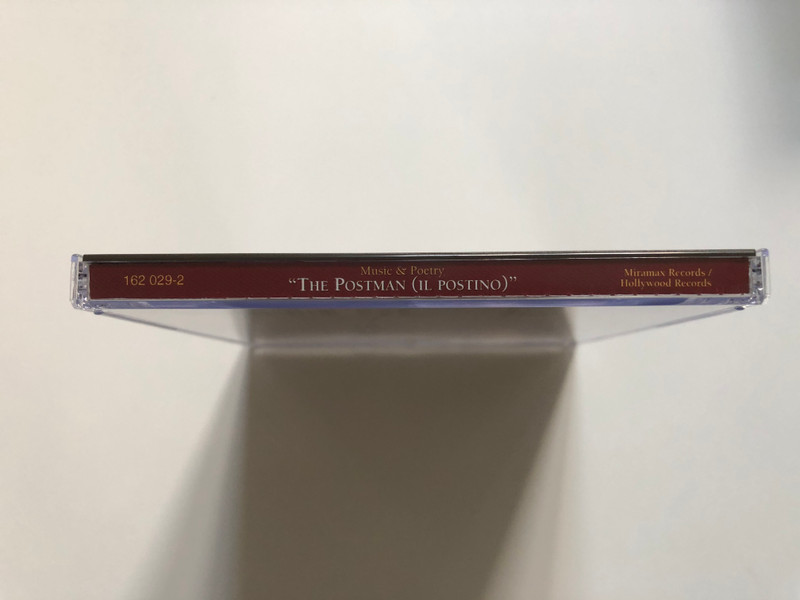 162 029-2
Music & Poetry
“THE POSTMAN (IL POSTINO)”
Miramax Records /
Hollywood Records